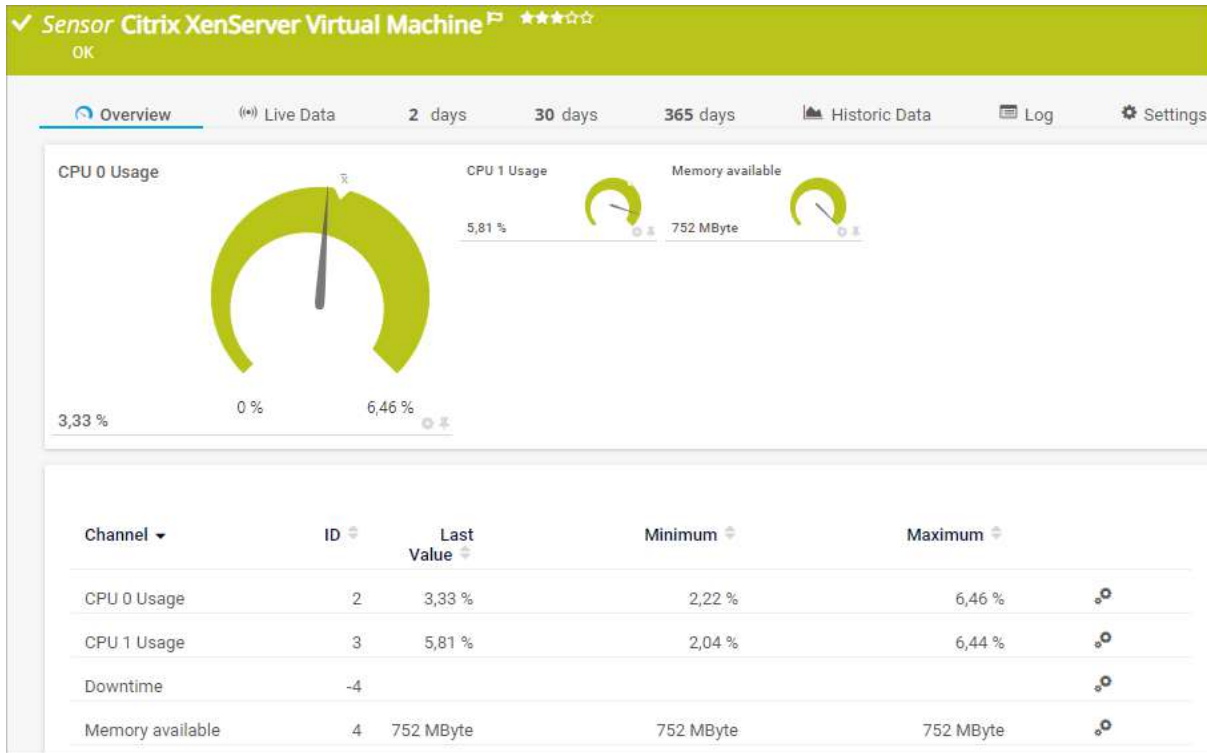 Sensor Citrix XenServer Virtual Machine
OK
Overview Live Data 2 days 30 days 365 days Historic Data Log Settings
CPU 0 Usage
x̄
CPU 1 Usage
Memory available
5,81 %
752 MByte
0 %
6,46 %
3,33 %
Channel ID Last Value Minimum Maximum
CPU 0 Usage 2 3,33 % 2,22 % 6,46 %
CPU 1 Usage 3 5,81 % 2,04 % 6,44 %
Downtime -4
Memory available 4 752 MByte 752 MByte 752 MByte